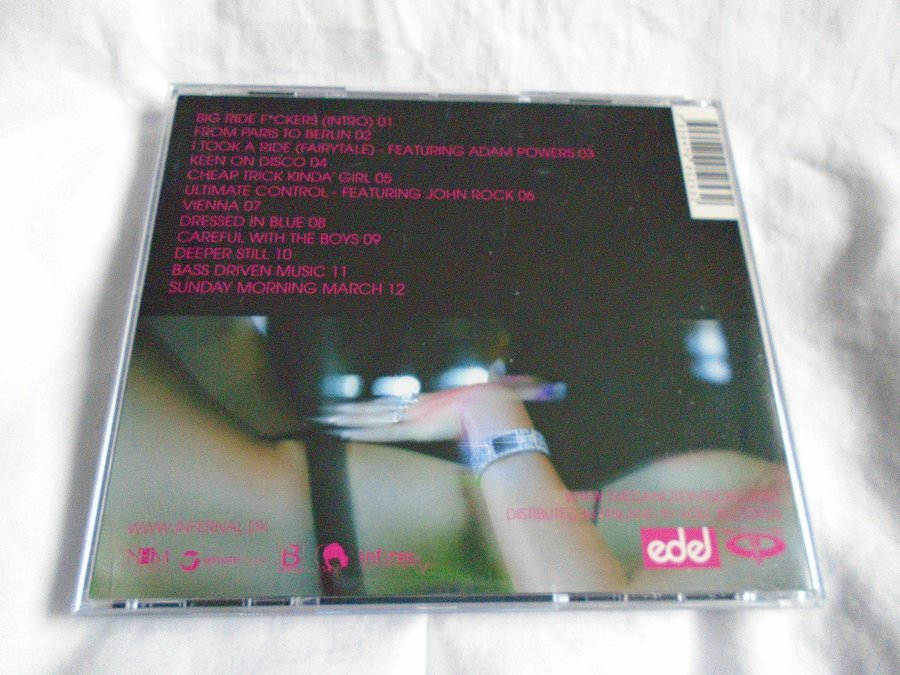 BIG RIDE F*CKERS (INTRO) 01
FROM PARIS TO BERLIN 02
I TOOK A RIDE (FAIRYTALE) - FEATURING ADAM POWERS 03
KEEN ON DISCO 04
CHEAP TRICK KINDA' GIRL 05
ULTIMATE CONTROL - FEATURING JOHN ROCK 06
VIENNA 07
DRESSED IN BLUE 08
CAREFUL WITH THE BOYS 09
DEEPER STILL 10
BASS DRIVEN MUSIC 11
SUNDAY MORNING MARCH 12
WWW.INFERNAL.DK
edel